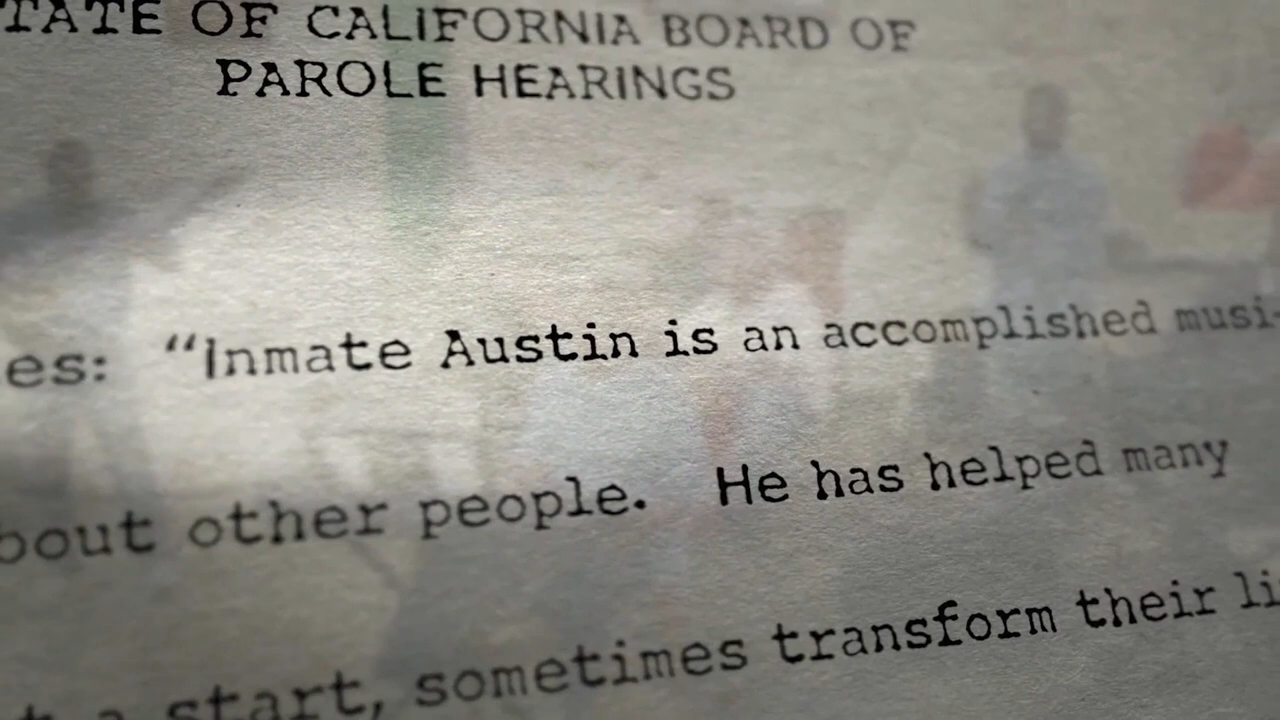 TATE OF CALIFORNIA BOARD OF
PAROLE HEARINGS
es: “Inmate Austin is an accomplished musi-
bout other people. He has helped many
t a start, sometimes transform their li